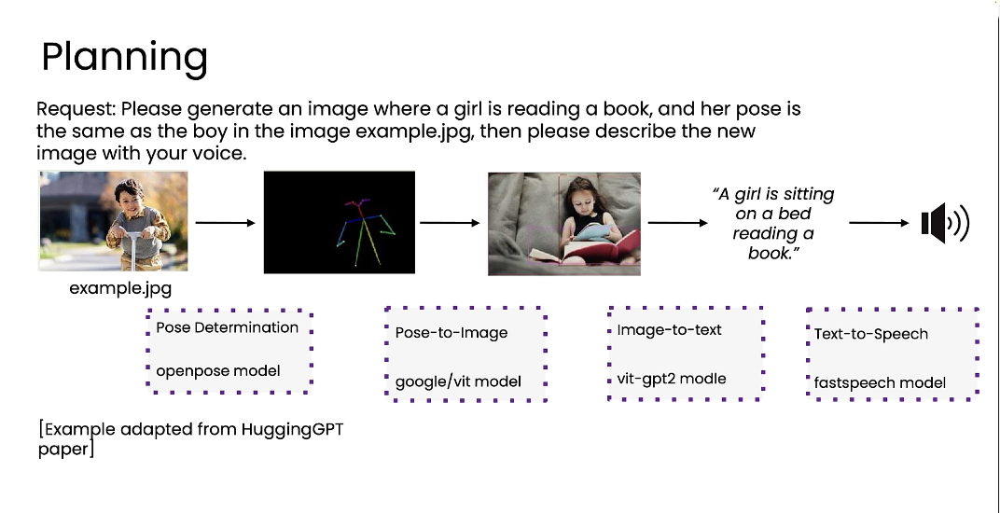 Planning
Request: Please generate an image where a girl is reading a book, and her pose is
the same as the boy in the image example.jpg, then please describe the new
image with your voice.
“A girl is sitting
on a bed
reading a
book.”
example.jpg
Pose Determination
openpose model
Pose-to-Image
google/vit model
Image-to-text
vit-gpt2 modle
Text-to-Speech
fastspeech model
[Example adapted from HuggingGPT
paper]